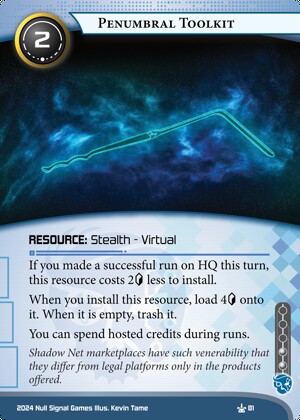 2
PENUMBRAL TOOLKIT
RESOURCE: Stealth - Virtual
If you made a successful run on HQ this turn,
this resource costs 2 less to install.
When you install this resource, load 4 onto
it. When it is empty, trash it.
You can spend hosted credits during runs.
Shadow Net marketplaces have such venerability that
they differ from legal platforms only in the products
offered.
2024 Null Signal Games Illus. Kevin Tame
81